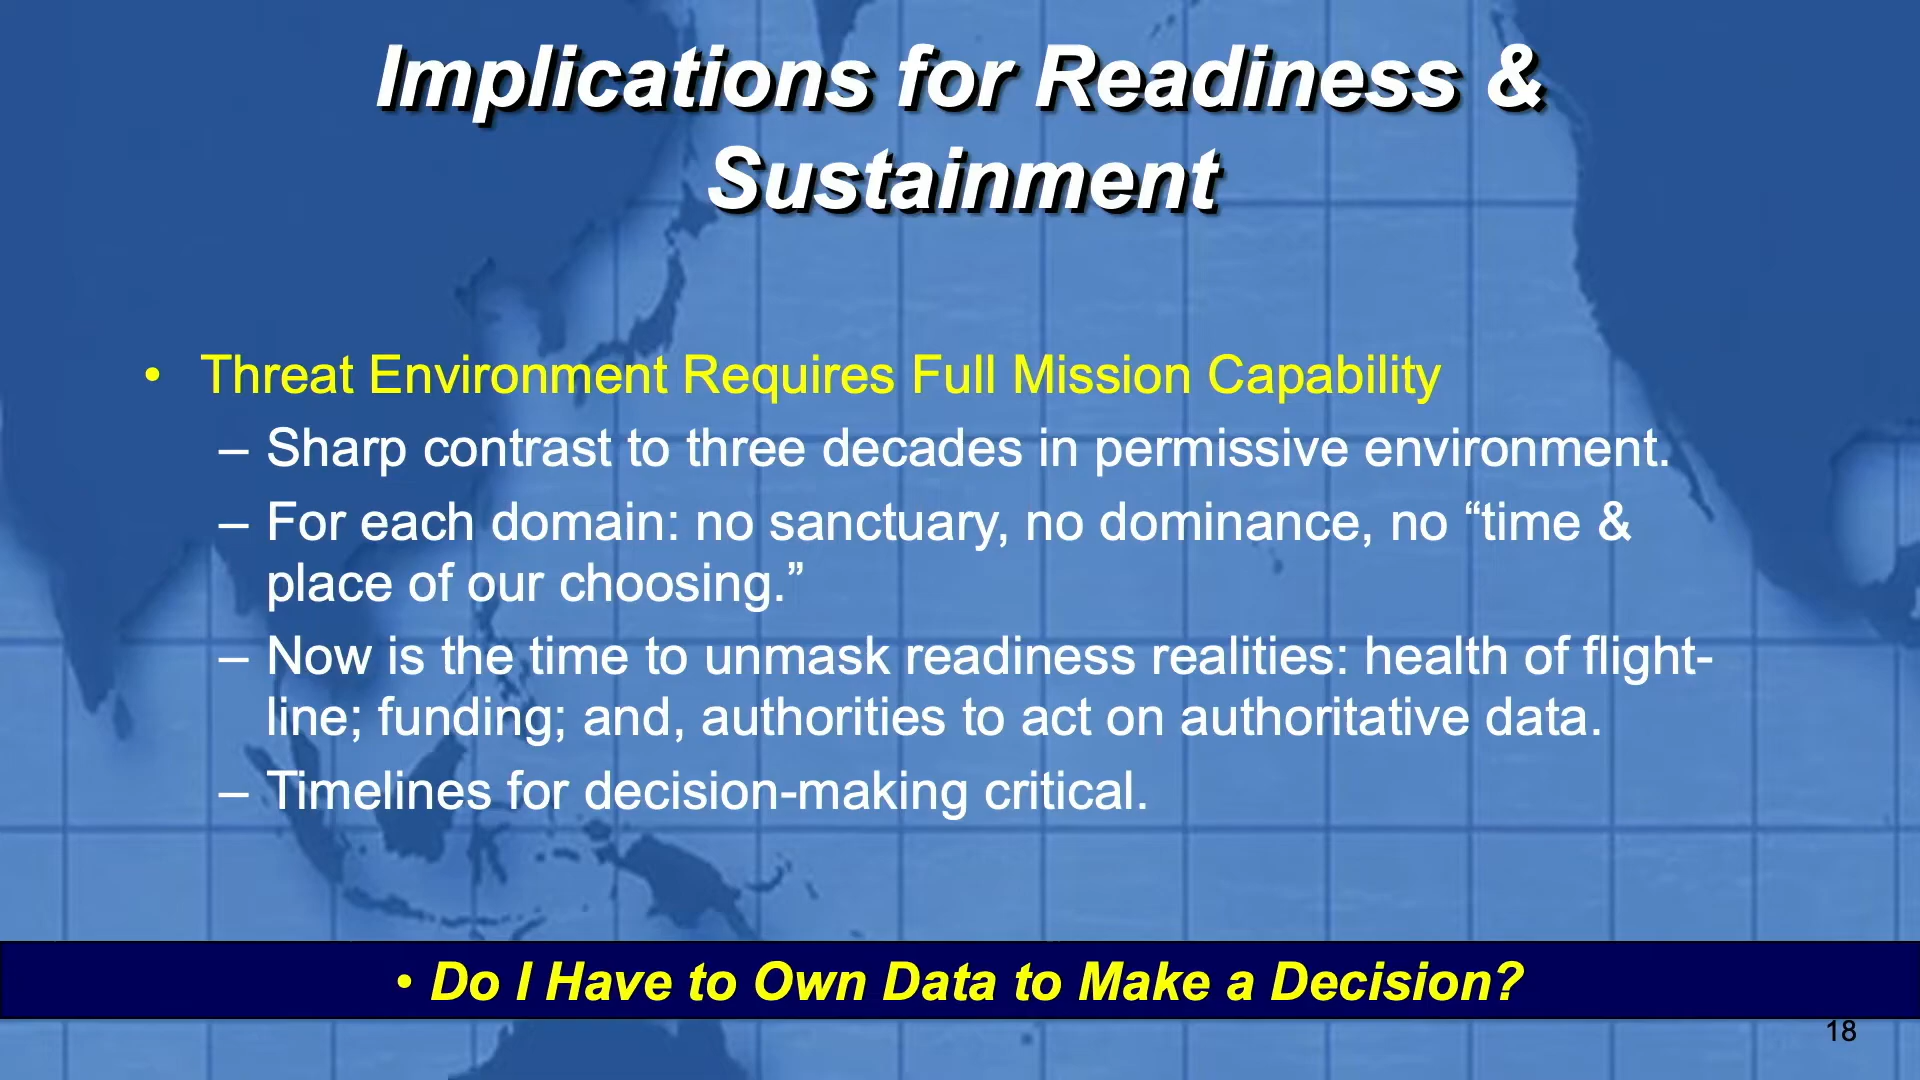 Implications for Readiness &
Sustainment
• Threat Environment Requires Full Mission Capability
– Sharp contrast to three decades in permissive environment.
– For each domain: no sanctuary, no dominance, no “time &
place of our choosing.”
– Now is the time to unmask readiness realities: health of flight-
line; funding; and, authorities to act on authoritative data.
– Timelines for decision-making critical.
• Do I Have to Own Data to Make a Decision?
18